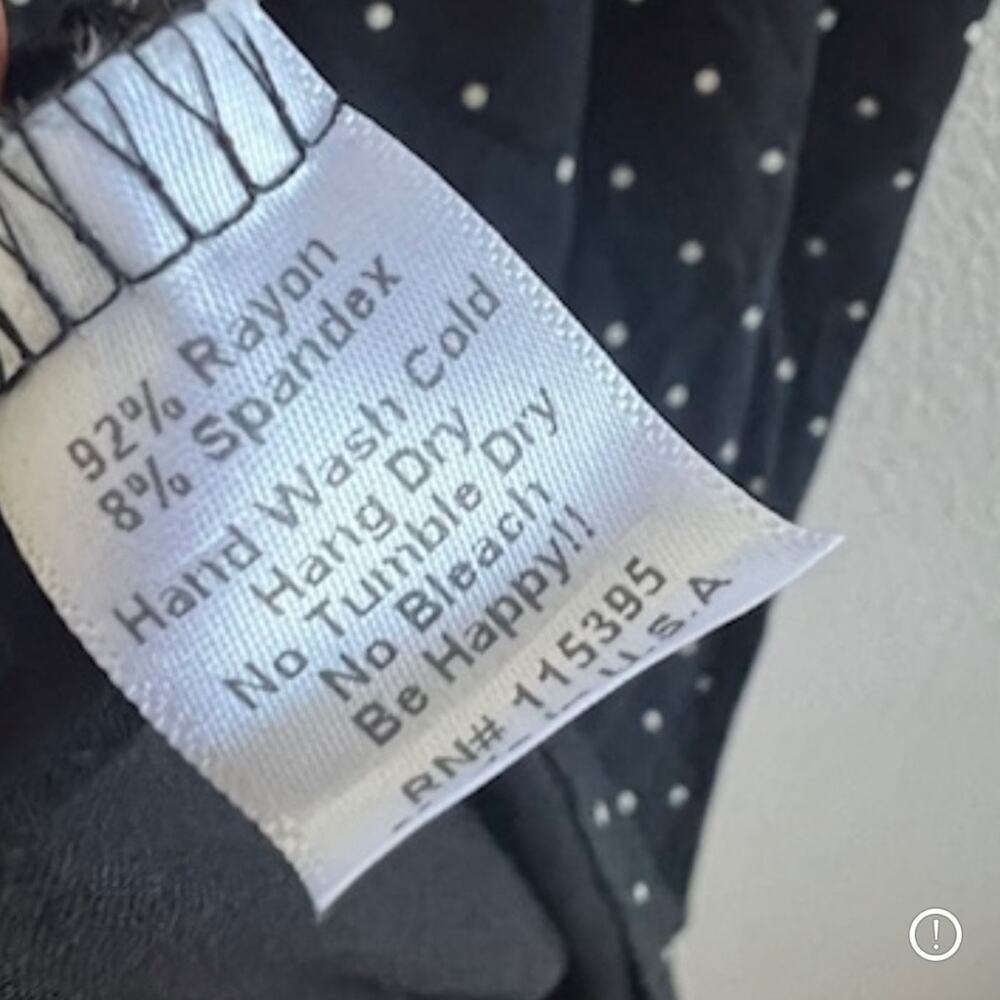 92% Rayon
8% Spandex
Hand Wash Cold
Hang Dry
No Tumble Dry
No Bleach
Be Happy!!
RN# 115395
U.S.A